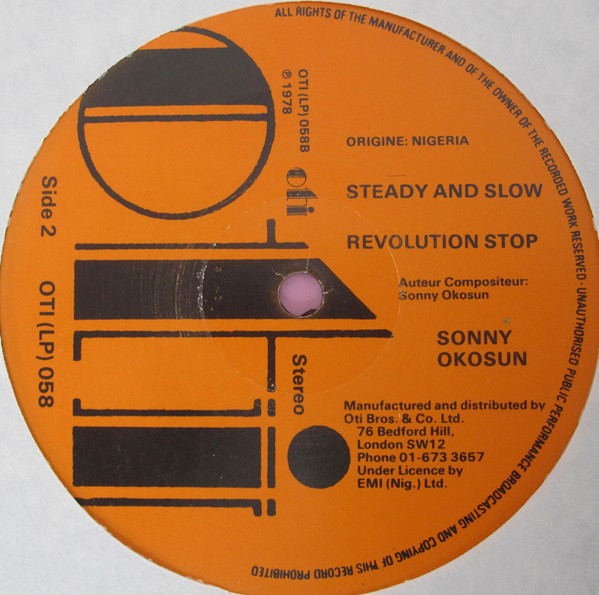 ALL RIGHTS OF THE MANUFACTURER AND OF THE OWNER OF THE RECORDED WORK RESERVED · UNAUTHORISED PUBLIC PERFORMANCE BROADCASTING AND COPYING OF THIS RECORD PROHIBITED
OTI (LP) 058B
℗ 1978
oti
ORIGINE: NIGERIA
STEADY AND SLOW
REVOLUTION STOP
Auteur Compositeur:
Sonny Okosun
SONNY
OKOSUN
Side 2
OTI (LP) 058
Oti
Stereo
Manufactured and distributed by
Oti Bros. & Co. Ltd.
76 Bedford Hill,
London SW12
Phone 01-673 3657
Under Licence by
EMI (Nig.) Ltd.